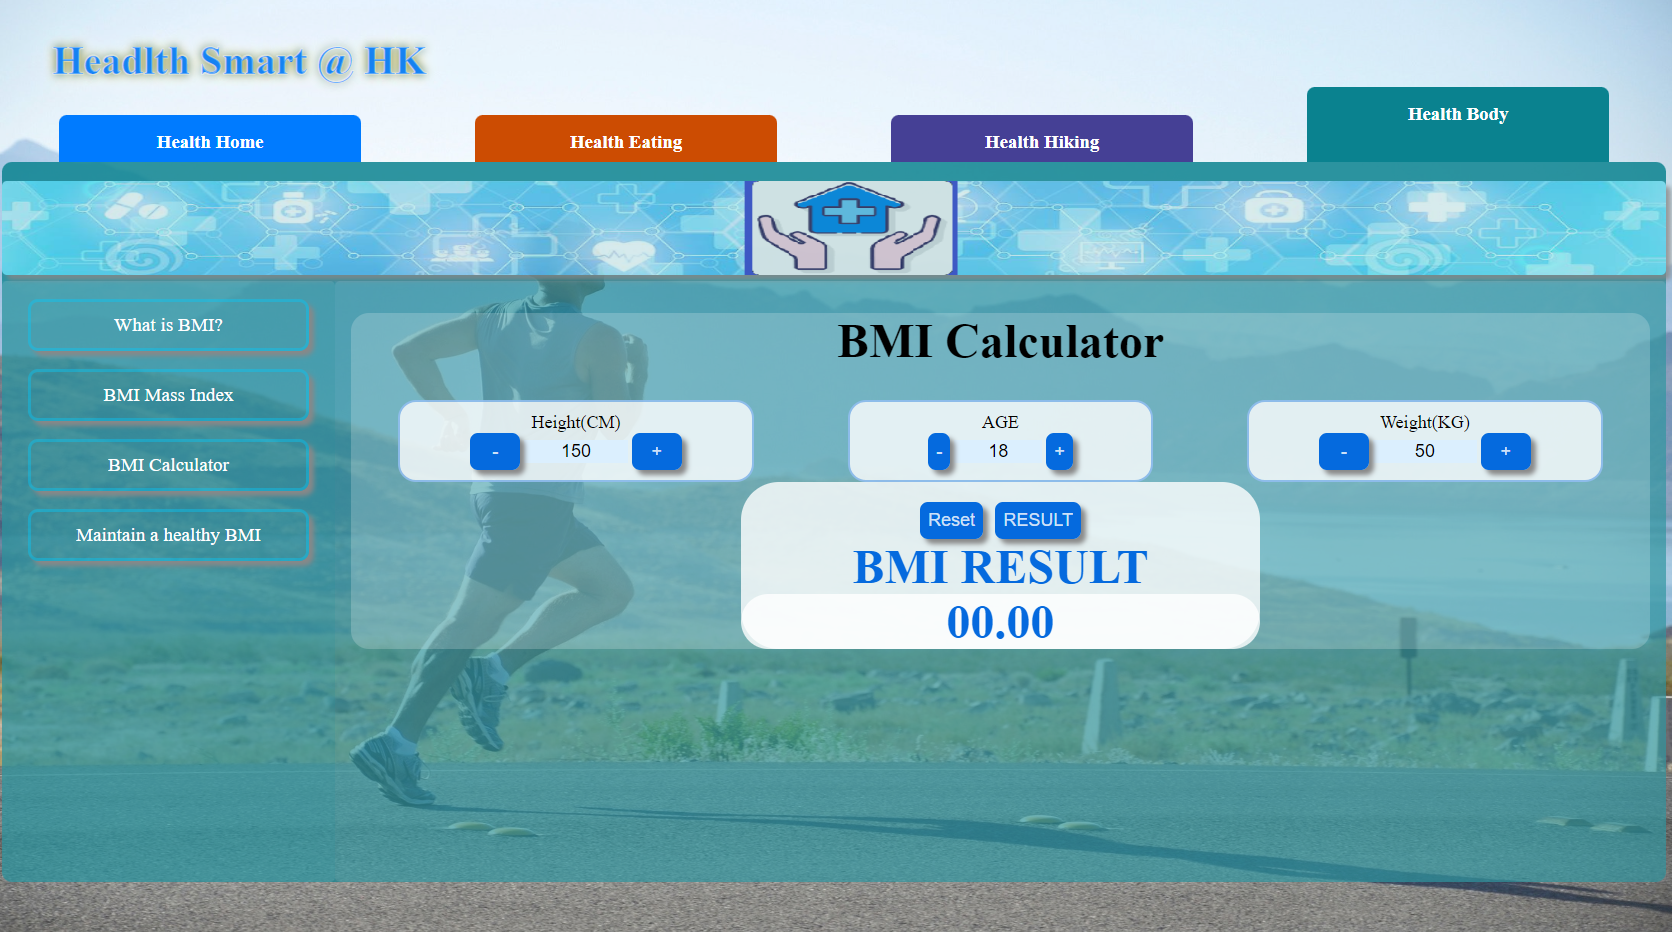 Headlth Smart @ HK
Health Home
Health Eating
Health Hiking
Health Body
What is BMI?
BMI Mass Index
BMI Calculator
Maintain a healthy BMI
BMI Calculator
Height(CM)
- 150 +
AGE
- 18 +
Weight(KG)
- 50 +
Reset RESULT
BMI RESULT
00.00